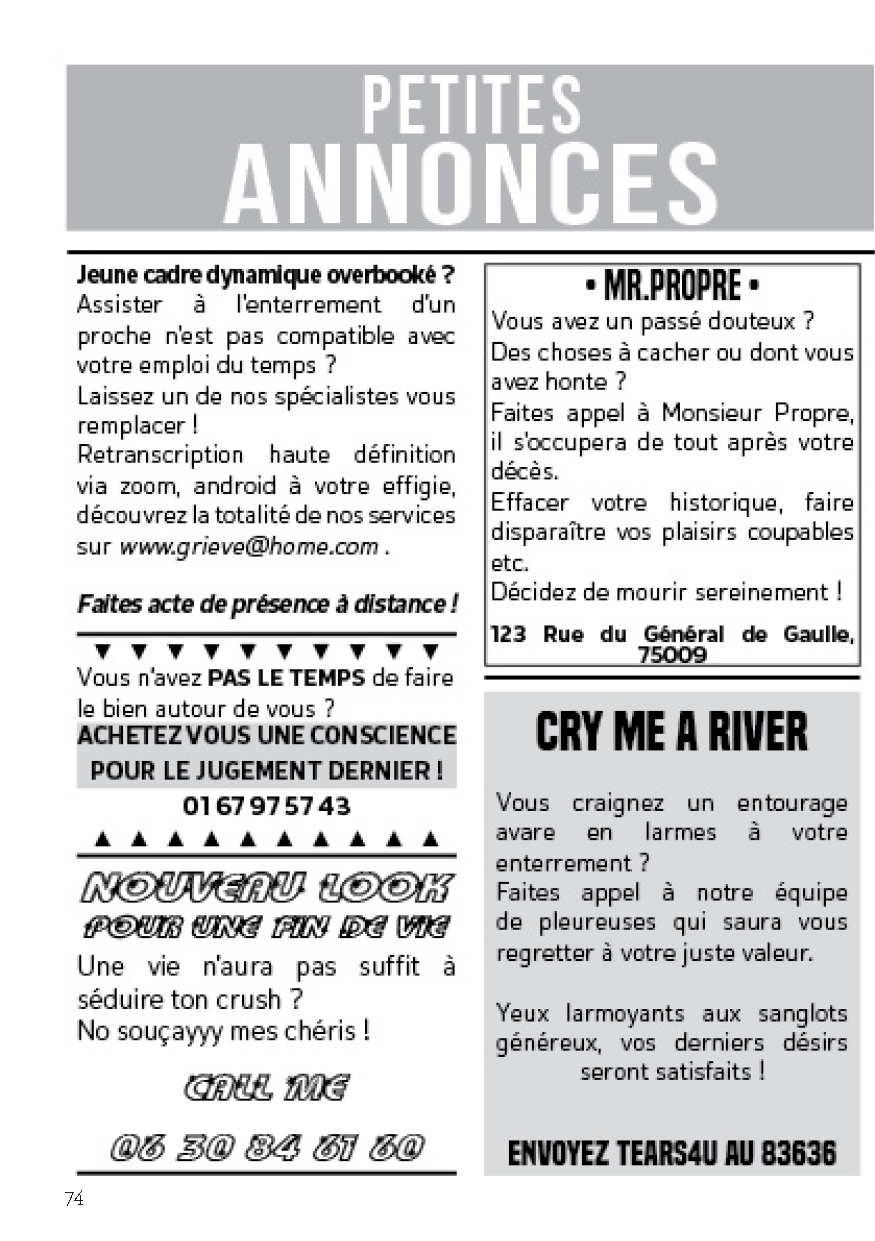 PETITES
ANNONCES
Jeune cadre dynamique overbooké ?
Assister à l'enterrement d'un
proche n'est pas compatible avec
votre emploi du temps ?
Laissez un de nos spécialistes vous
remplacer !
Retranscription haute définition
via zoom, android à votre effigie,
découvrez la totalité de nos services
sur www.grieve@home.com .
Faites acte de présence à distance !
▼ ▼ ▼ ▼ ▼ ▼ ▼ ▼ ▼ ▼
Vous n'avez PAS LE TEMPS de faire
le bien autour de vous ?
ACHETEZ VOUS UNE CONSCIENCE
POUR LE JUGEMENT DERNIER !
01 67 97 57 43
▲ ▲ ▲ ▲ ▲ ▲ ▲ ▲ ▲ ▲
NOUVEAU LOOK
POUR UNE FIN DE VIE
Une vie n'aura pas suffit à
séduire ton crush ?
No souçayyy mes chéris !
CALL ME
06 30 84 61 60
• MR.PROPRE •
Vous avez un passé douteux ?
Des choses à cacher ou dont vous
avez honte ?
Faites appel à Monsieur Propre,
il s'occupera de tout après votre
décès.
Effacer votre historique, faire
disparaître vos plaisirs coupables
etc.
Décidez de mourir sereinement !
123 Rue du Général de Gaulle,
75009
CRY ME A RIVER
Vous craignez un entourage
avare en larmes à votre
enterrement ?
Faites appel à notre équipe
de pleureuses qui saura vous
regretter à votre juste valeur.
Yeux larmoyants aux sanglots
généreux, vos derniers désirs
seront satisfaits !
ENVOYEZ TEARS4U AU 83636
74